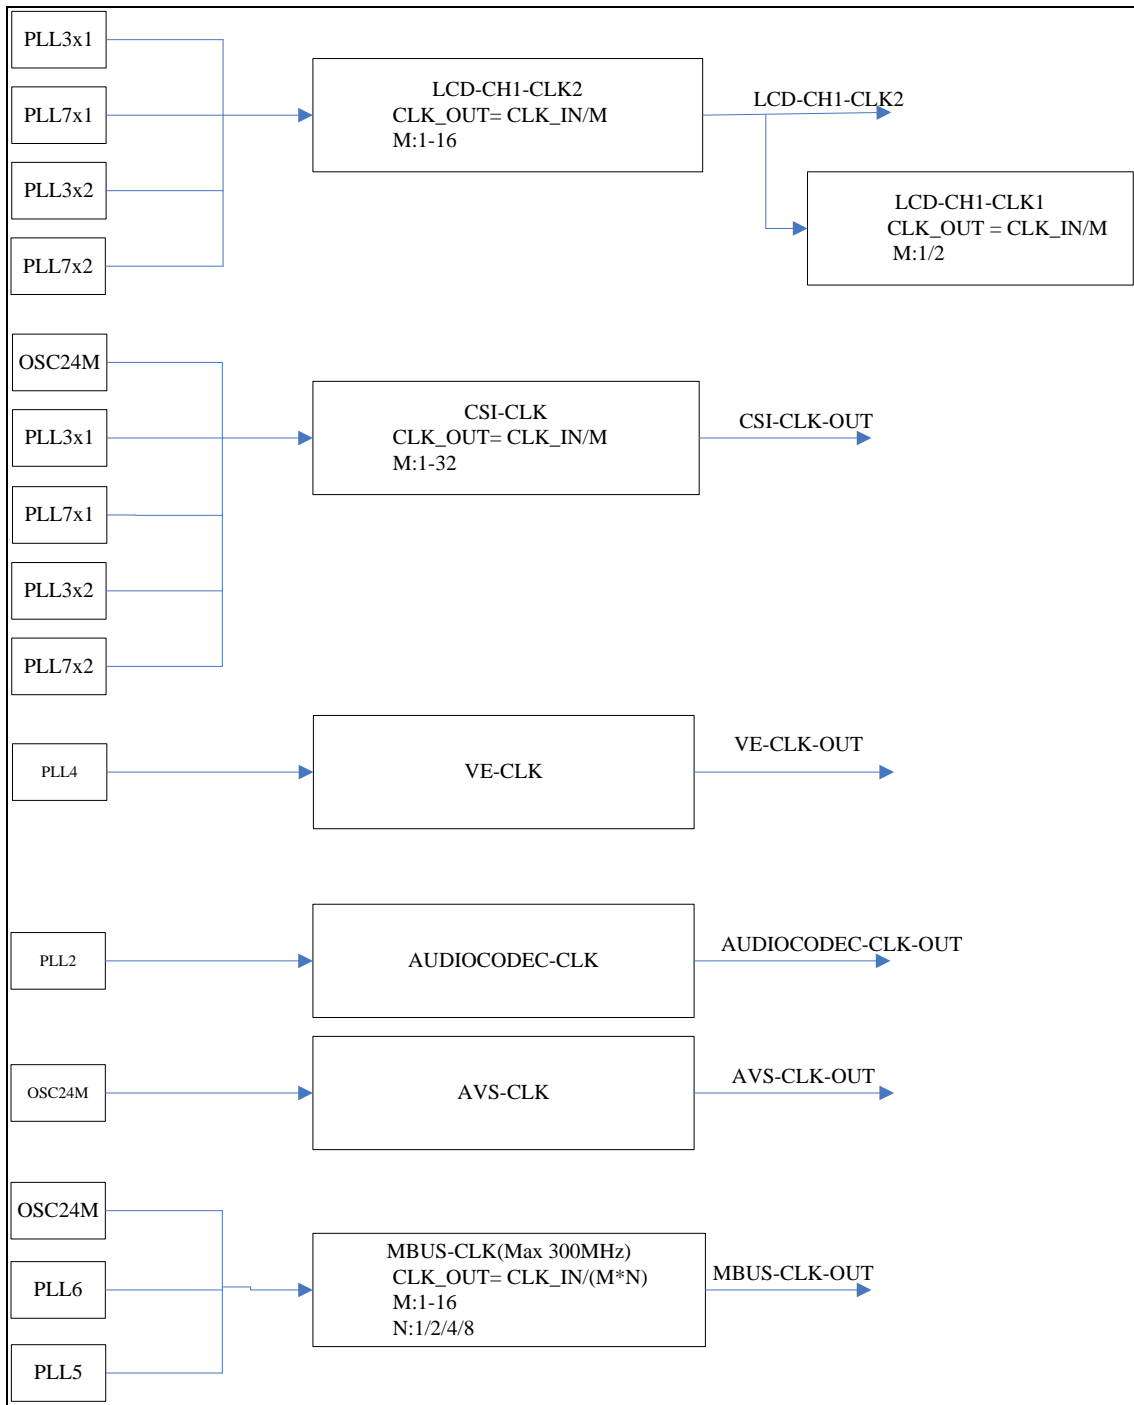 PLL3x1
PLL7x1
PLL3x2
PLL7x2
LCD-CH1-CLK2
CLK_OUT= CLK_IN/M
M:1-16
LCD-CH1-CLK2
LCD-CH1-CLK1
CLK_OUT = CLK_IN/M
M:1/2
OSC24M
PLL3x1
PLL7x1
PLL3x2
PLL7x2
CSI-CLK
CLK_OUT= CLK_IN/M
M:1-32
CSI-CLK-OUT
PLL4
VE-CLK
VE-CLK-OUT
PLL2
AUDIOCODEC-CLK
AUDIOCODEC-CLK-OUT
OSC24M
AVS-CLK
AVS-CLK-OUT
OSC24M
PLL6
PLL5
MBUS-CLK(Max 300MHz)
CLK_OUT= CLK_IN/(M*N)
M:1-16
N:1/2/4/8
MBUS-CLK-OUT